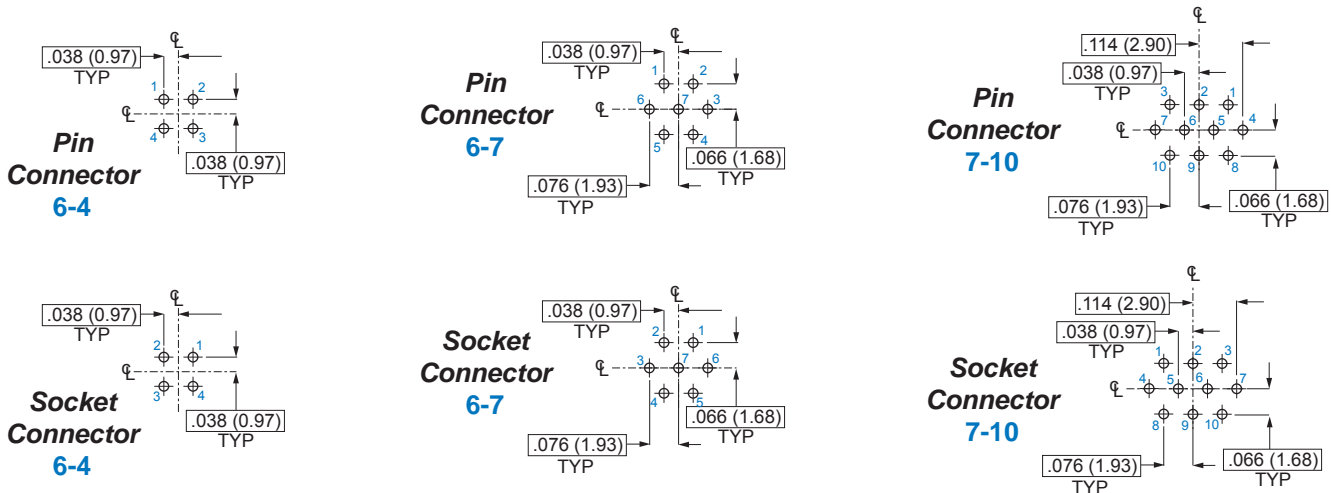 ℄
.038 (0.97)
TYP
1 2
℄
4 3
.038 (0.97)
TYP
Pin
Connector
6-4
℄
.038 (0.97)
TYP
1 2
℄
6 7 3
5 4
.066 (1.68)
TYP
.076 (1.93)
TYP
Pin
Connector
6-7
℄
.114 (2.90)
.038 (0.97)
TYP
3 2 1
℄
7 6 5 4
10 9 8
.076 (1.93)
TYP
.066 (1.68)
TYP
Pin
Connector
7-10
℄
.038 (0.97)
TYP
2 1
℄
3 4
.038 (0.97)
TYP
Socket
Connector
6-4
℄
.038 (0.97)
TYP
2 1
℄
3 7 6
4 5
.066 (1.68)
TYP
.076 (1.93)
TYP
Socket
Connector
6-7
℄
.114 (2.90)
.038 (0.97)
TYP
1 2 3
℄
4 5 6 7
8 9 10
.076 (1.93)
TYP
.066 (1.68)
TYP
Socket
Connector
7-10